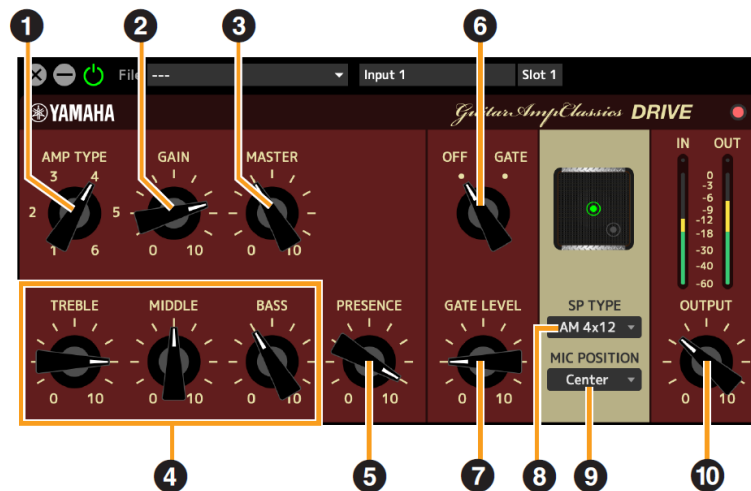 1 2 3 6
File --- Input 1 Slot 1
YAMAHA GuitarAmpClassics DRIVE
AMP TYPE GAIN MASTER OFF GATE IN OUT
3 4
2 5
1 6 0 10 0 10
0
-3
-6
-9
-12
-18
-30
-40
-60
TREBLE MIDDLE BASS PRESENCE GATE LEVEL SP TYPE OUTPUT
AM 4x12
MIC POSITION
Center
0 10 0 10 0 10 0 10 0 10 0 10
4 5 7 8 9 10